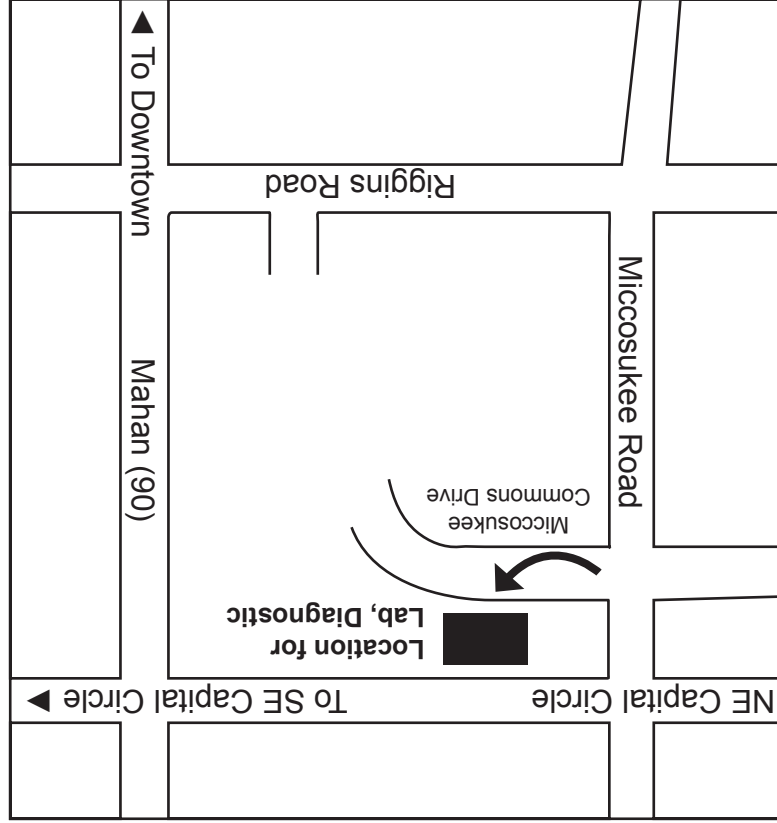 NE Capital Circle
To SE Capital Circle ►
Location for
Lab, Diagnostic
Miccosukee
Commons Drive
Miccosukee Road
Mahan (90)
Riggins Road
◄ To Downtown